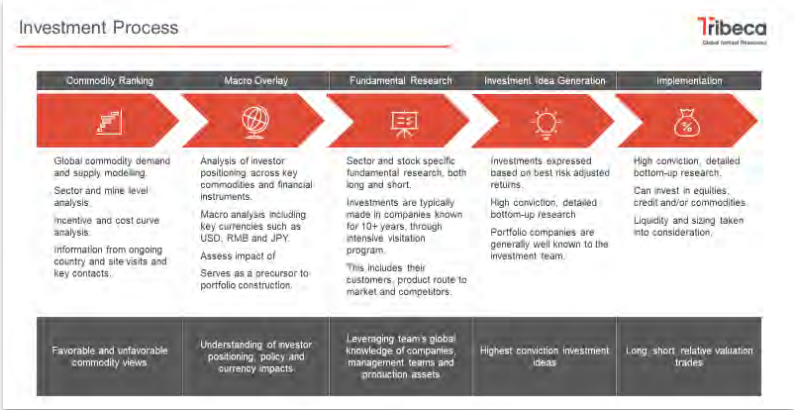 Investment Process
Tribeca
Global Natural Resources
Commodity Ranking
Macro Overlay
Fundamental Research
Investment Idea Generation
Implementation
%
Global commodity demand
and supply modelling.
Sector and mine level
analysis.
Incentive and cost curve
analysis.
Information from ongoing
country and site visits and
key contacts.
Analysis of investor
positioning across key
commodities and financial
instruments.
Macro analysis including
key currencies such as
USD, RMB and JPY.
Assess impact of
Serves as a precursor to
portfolio construction.
Sector and stock specific
fundamental research, both
long and short.
Investments are typically
made in companies known
for 10+ years, through
intensive visitation
program.
This includes their
customers, product route to
market and competitors.
Investments expressed
based on best risk adjusted
returns.
High conviction, detailed
bottom-up research
Portfolio companies are
generally well known to the
investment team.
High conviction, detailed
bottom-up research.
Can invest in equities,
credit and/or commodities.
Liquidity and sizing taken
into consideration.
Favorable and unfavorable
commodity views
Understanding of investor
positioning, policy and
currency impacts
Leveraging team's global
knowledge of companies,
management teams and
production assets
Highest conviction investment
ideas
Long, short, relative valuation
trades